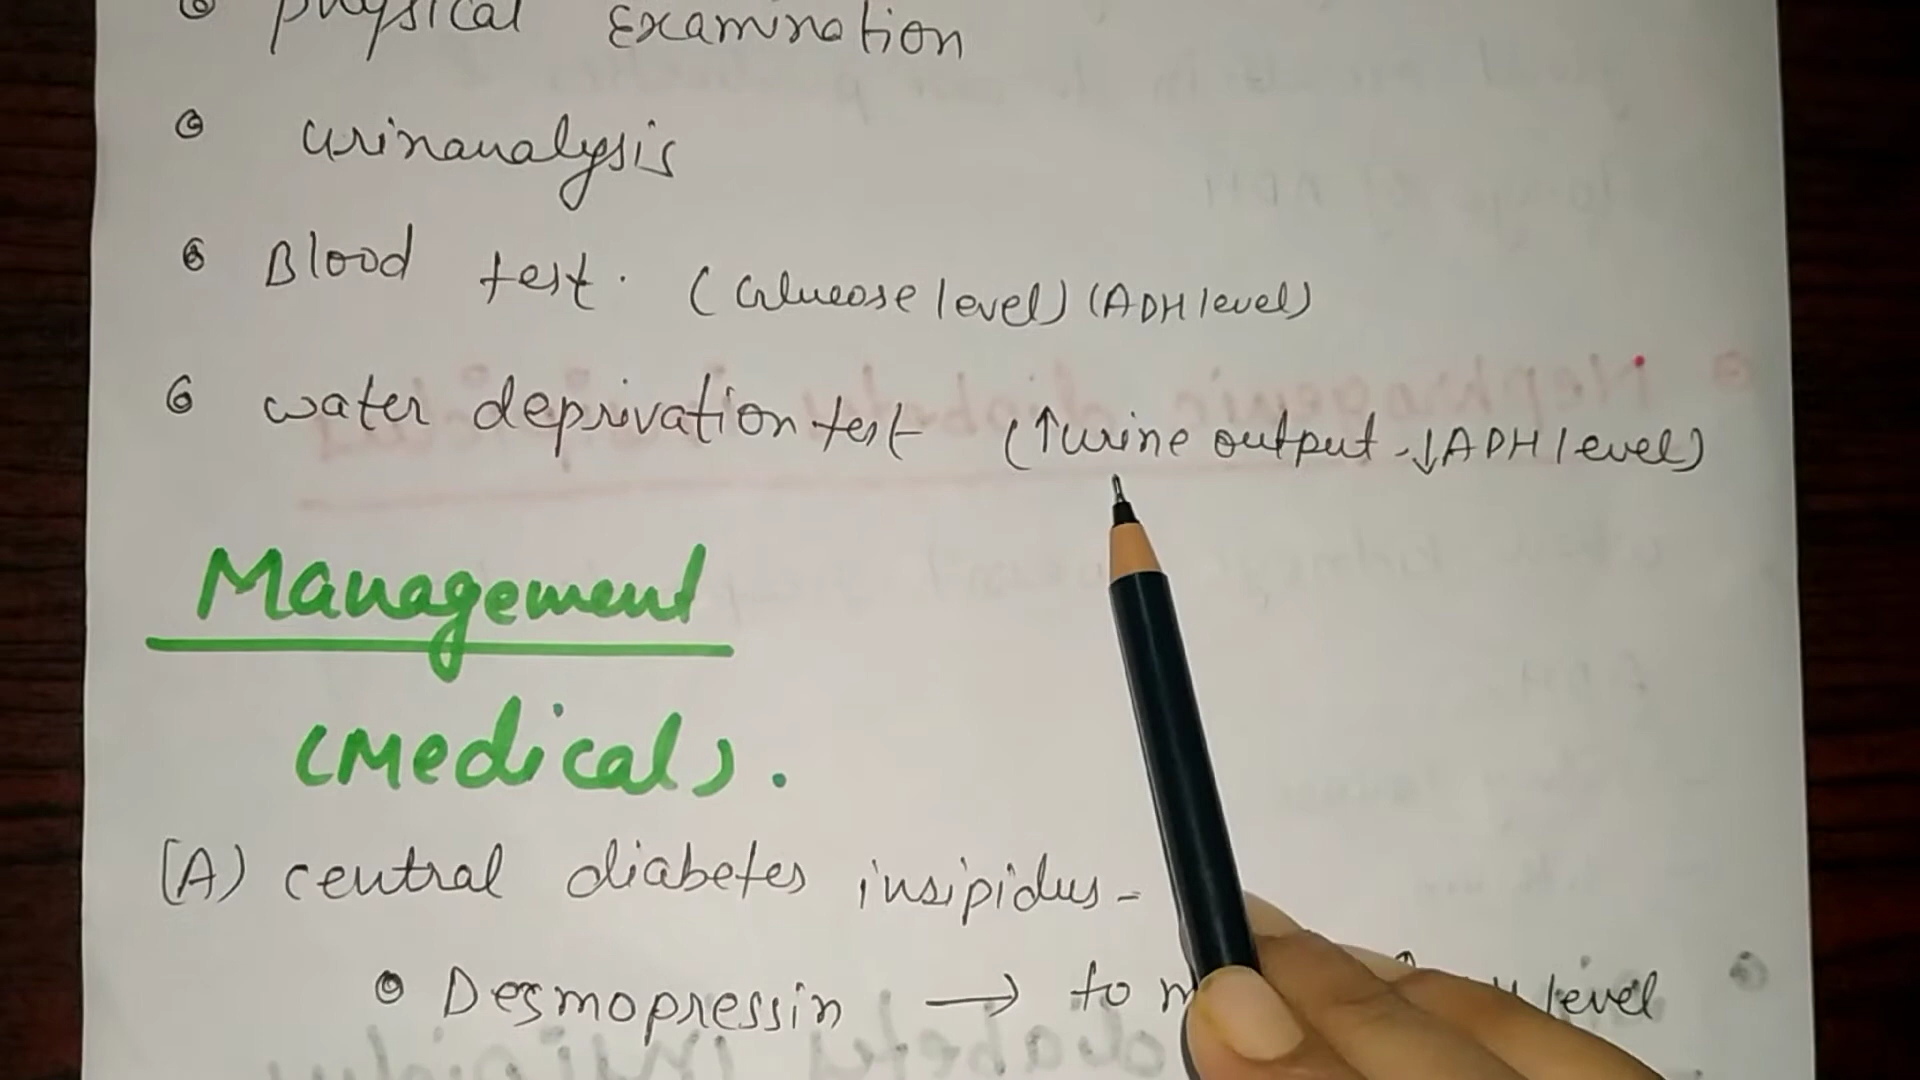 physical Examination
urinanalysis
Blood test. (Glucose level) (ADH level)
water deprivation test (↑urine output -↓ADH level)
Management
(Medical).
(A) central diabetes insipidus -
Desmopressin → to level